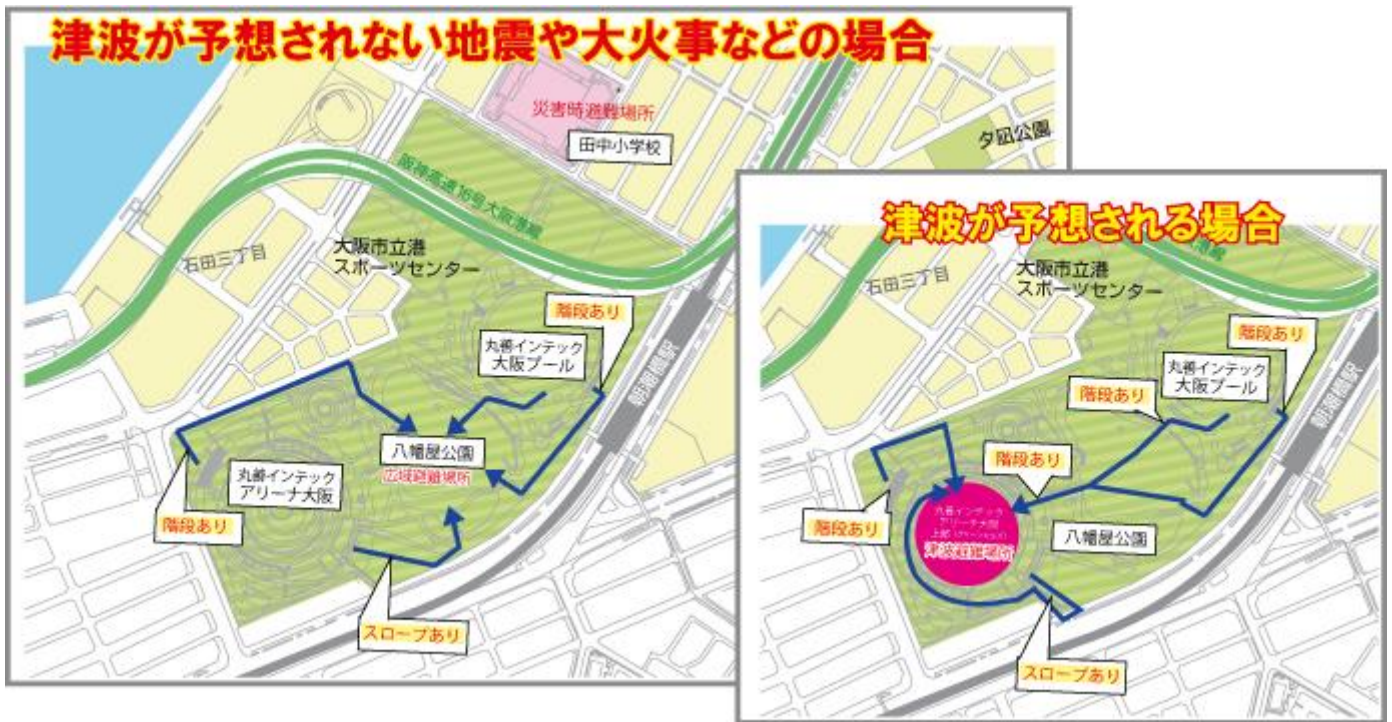 津波が予想されない地震や大火事などの場合
災害時避難場所
田中小学校
夕凪公園
阪神高速16号大阪港線
石田三丁目
大阪市立港
スポーツセンター
階段あり
丸善インテック
大阪プール
朝潮橋駅
八幡屋公園
広域避難場所
丸善インテック
アリーナ大阪
階段あり
スロープあり
津波が予想される場合
大阪市立港
スポーツセンター
石田三丁目
階段あり
丸善インテック
大阪プール
階段あり
朝潮橋駅
階段あり
階段あり
丸善インテック
アリーナ大阪
上部
津波避難場所
八幡屋公園
スロープあり